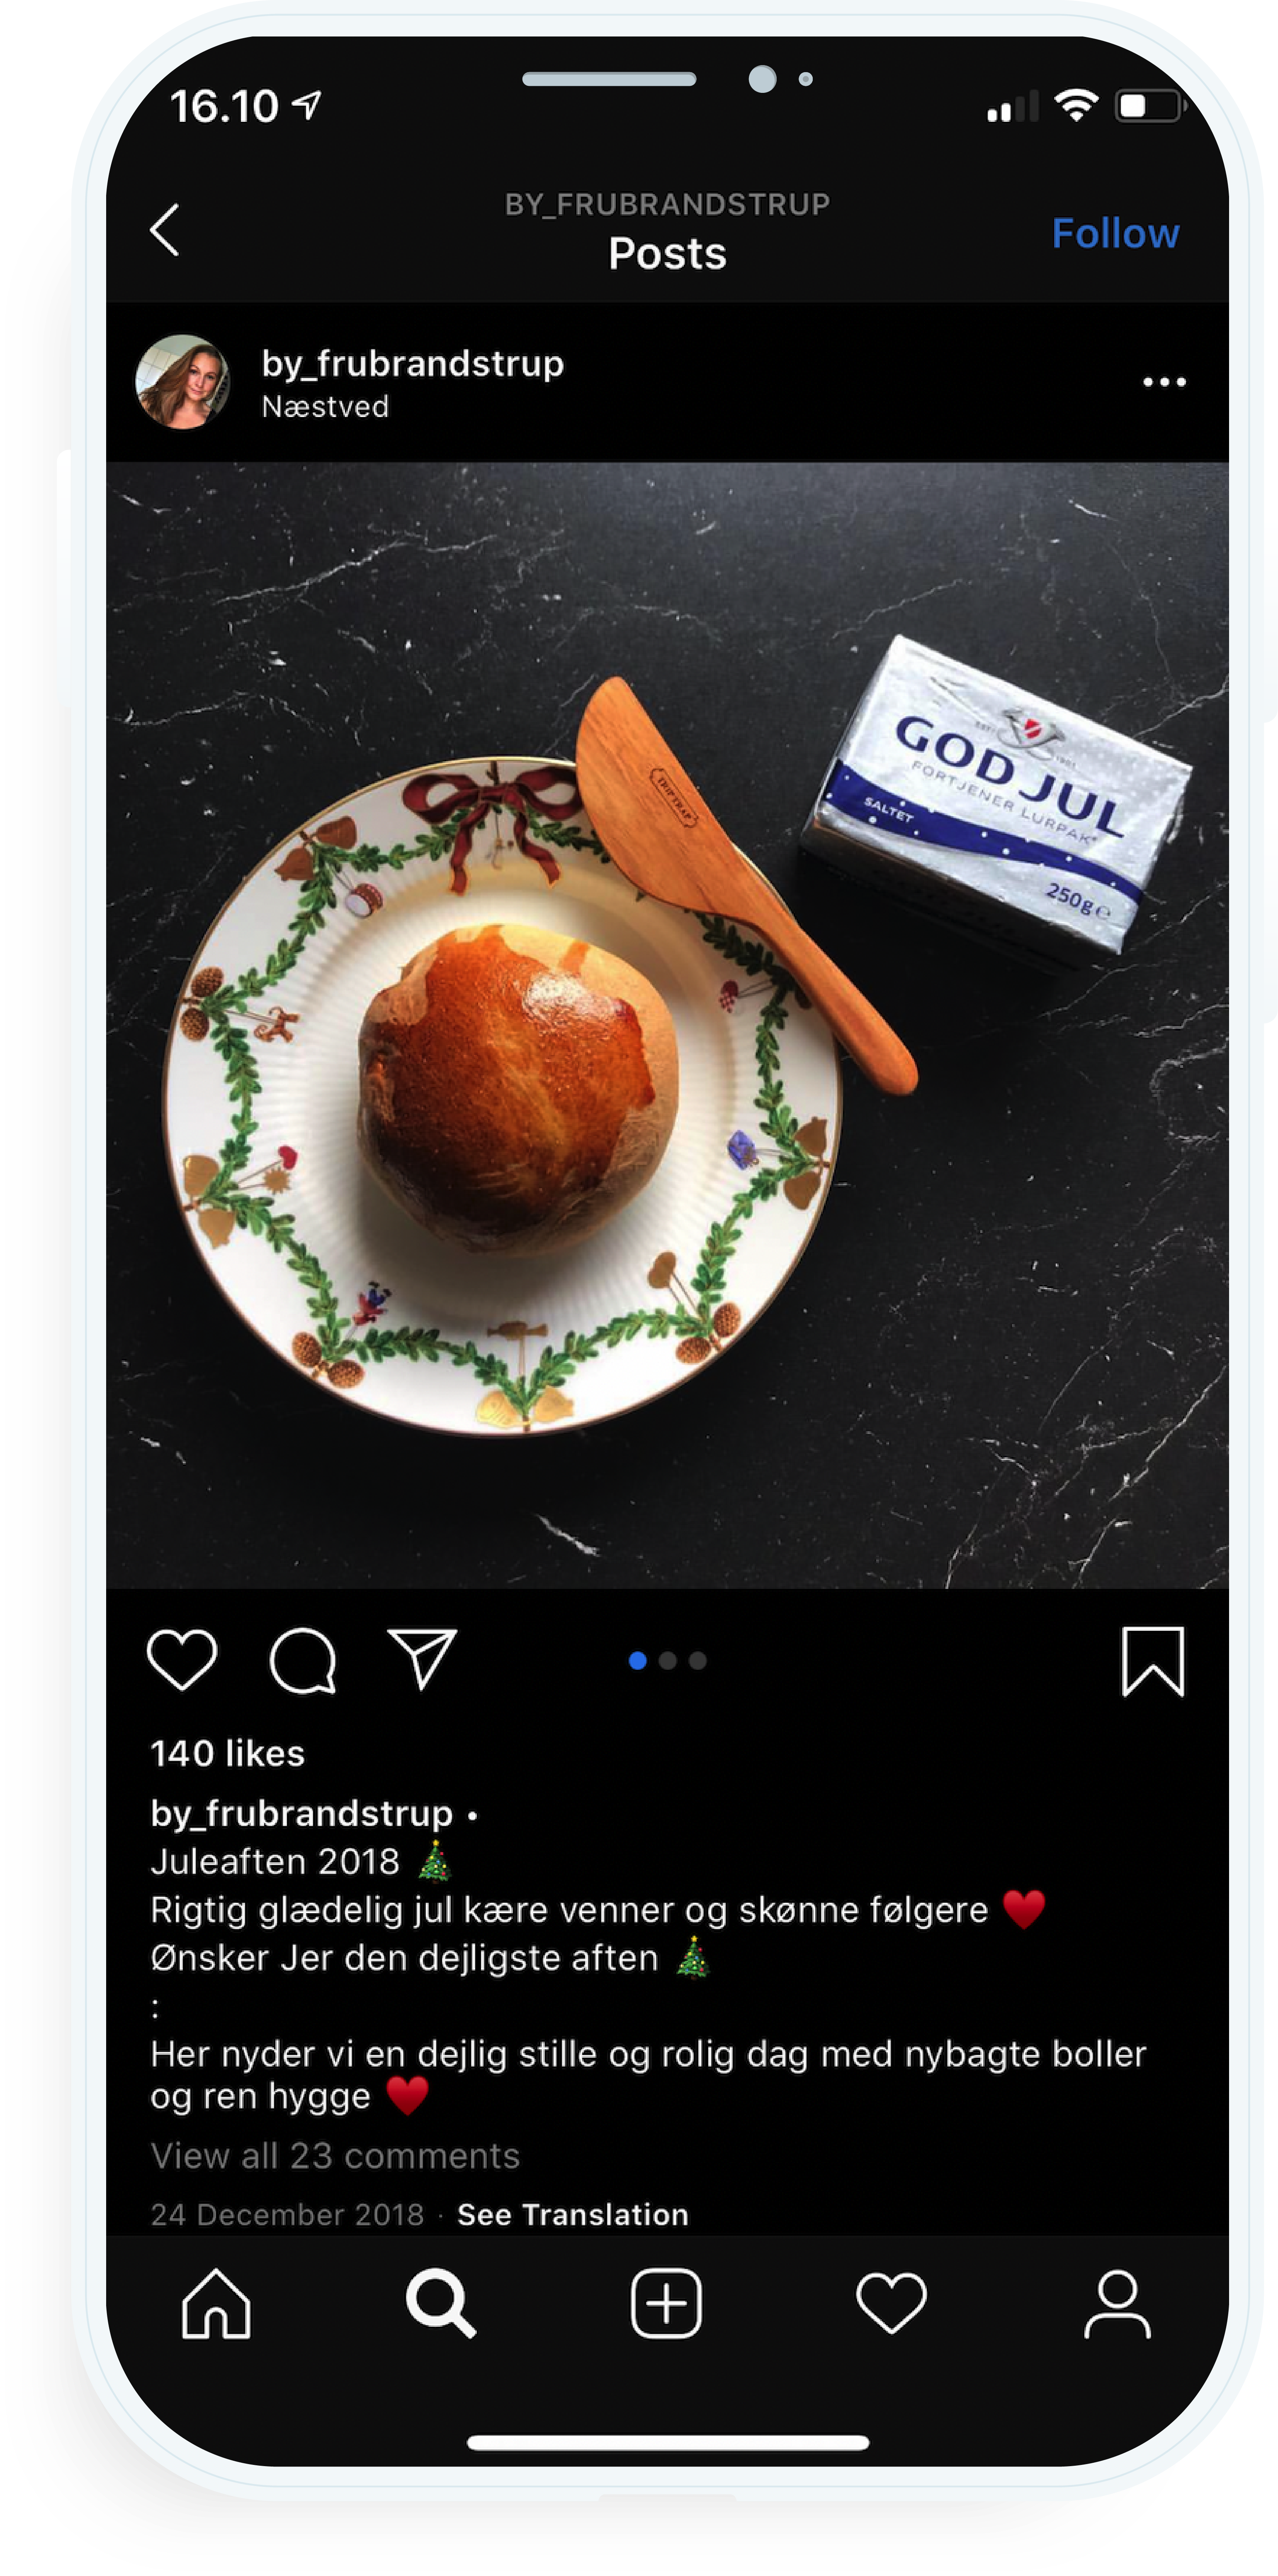 16.10
BY_FRUBRANDSTRUP
Posts
Follow
by_frubrandstrup
Næstved
TRIP TRAP
GOD JUL
FORTJENER LURPAK
SALTET
250g e
140 likes
by_frubrandstrup •
Juleaften 2018 🎄
Rigtig glædelig jul kære venner og skønne følgere ❤️
Ønsker Jer den dejligste aften 🎄
:
Her nyder vi en dejlig stille og rolig dag med nybagte boller
og ren hygge ❤️
View all 23 comments
24 December 2018 · See Translation